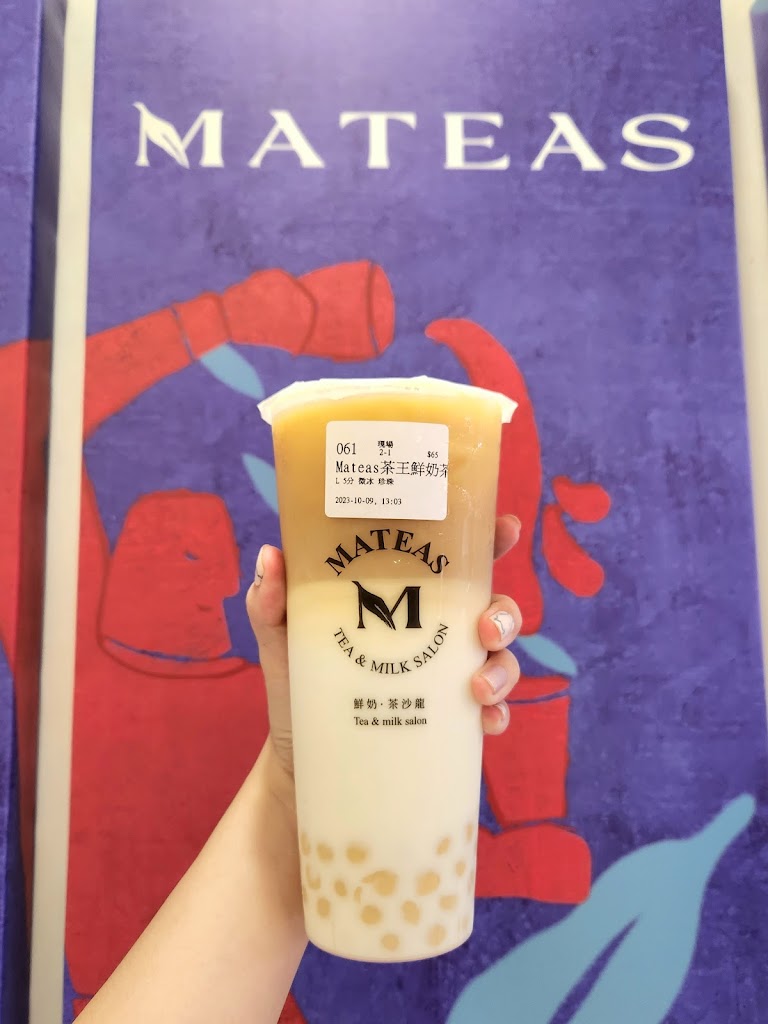 MATEAS
061 現場 $65
2-1
Mateas茶王鮮奶茶
L 5分 微冰 珍珠
2023-10-09, 13:03
MATEAS
M
TEA & MILK SALON
鮮奶·茶沙龍
Tea & milk salon